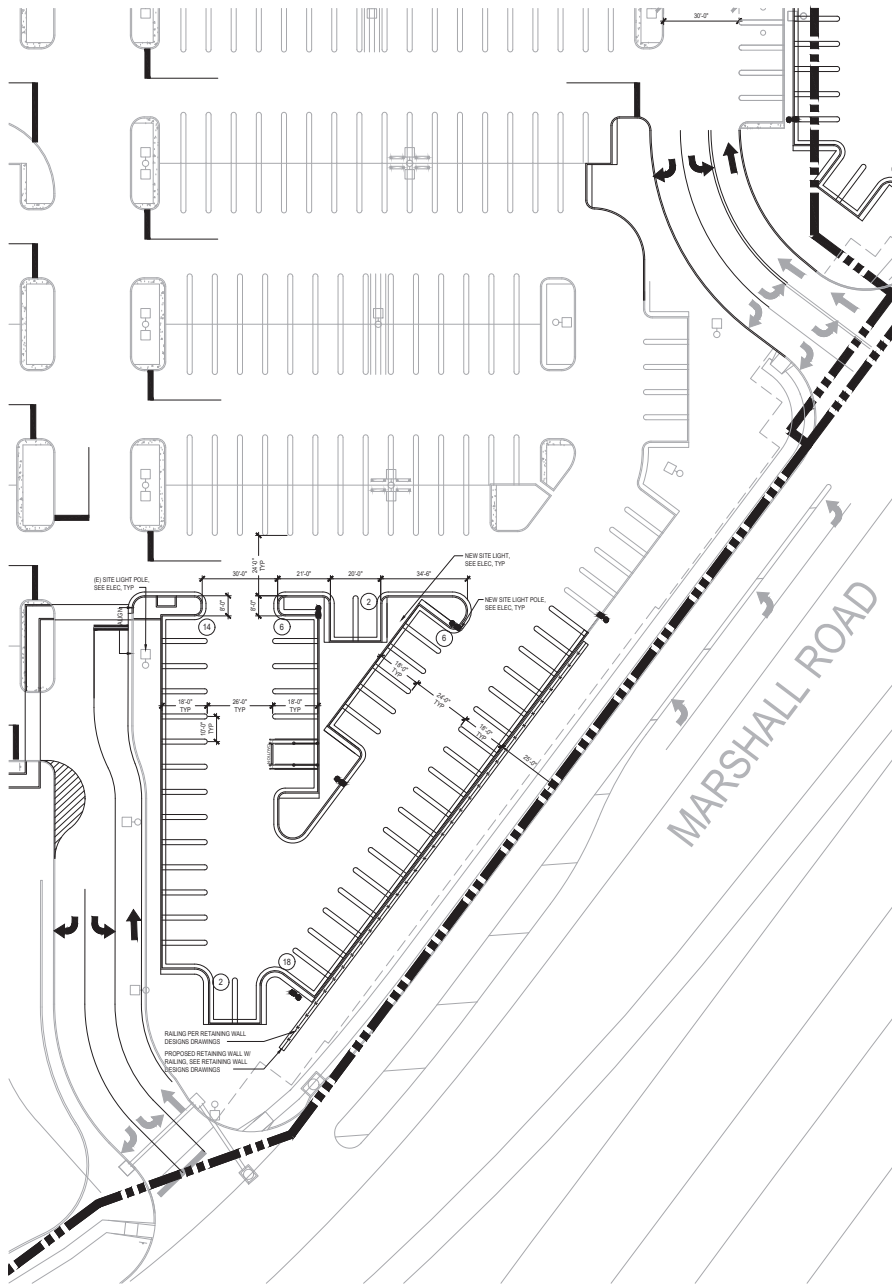 30'-0"
NEW SITE LIGHT,
SEE ELEC, TYP
24'-0"
TYP
(E) SITE LIGHT POLE,
SEE ELEC, TYP
30'-0"
21'-0"
20'-0"
34'-6"
NEW SITE LIGHT POLE,
SEE ELEC, TYP
8'-0"
8'-0"
2
ALIGN
14
6
6
18'-0"
TYP
24'-0"
TYP
18'-0"
TYP
26'-0"
TYP
18'-0"
TYP
10'-0"
TYP
18'-0"
TYP
25'-0"
MARSHALL ROAD
18
2
RAILING PER RETAINING WALL
DESIGNS DRAWINGS
PROPOSED RETAINING WALL W/
RAILING, SEE RETAINING WALL
DESIGNS DRAWINGS